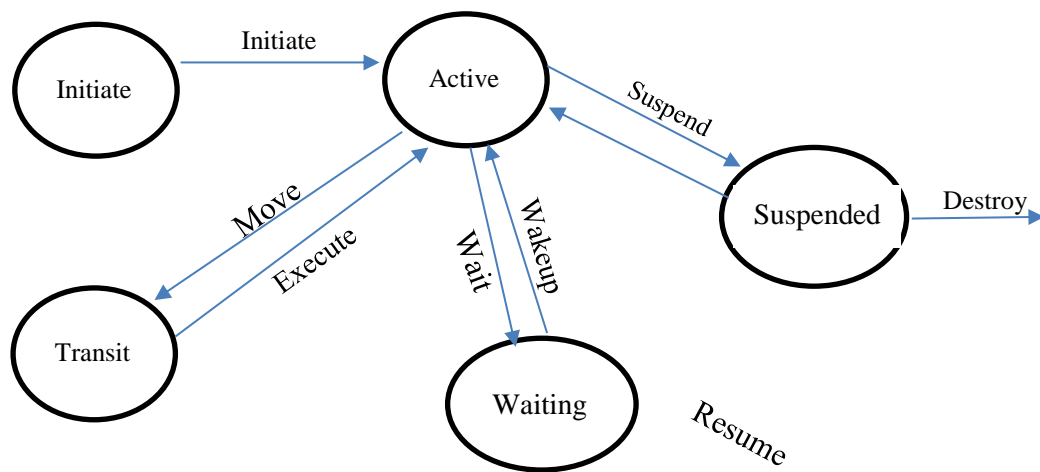 Initiate
Initiate
Active
Suspend
Suspended
Destroy
Move
Execute
Wait
Wakeup
Transit
Waiting
Resume